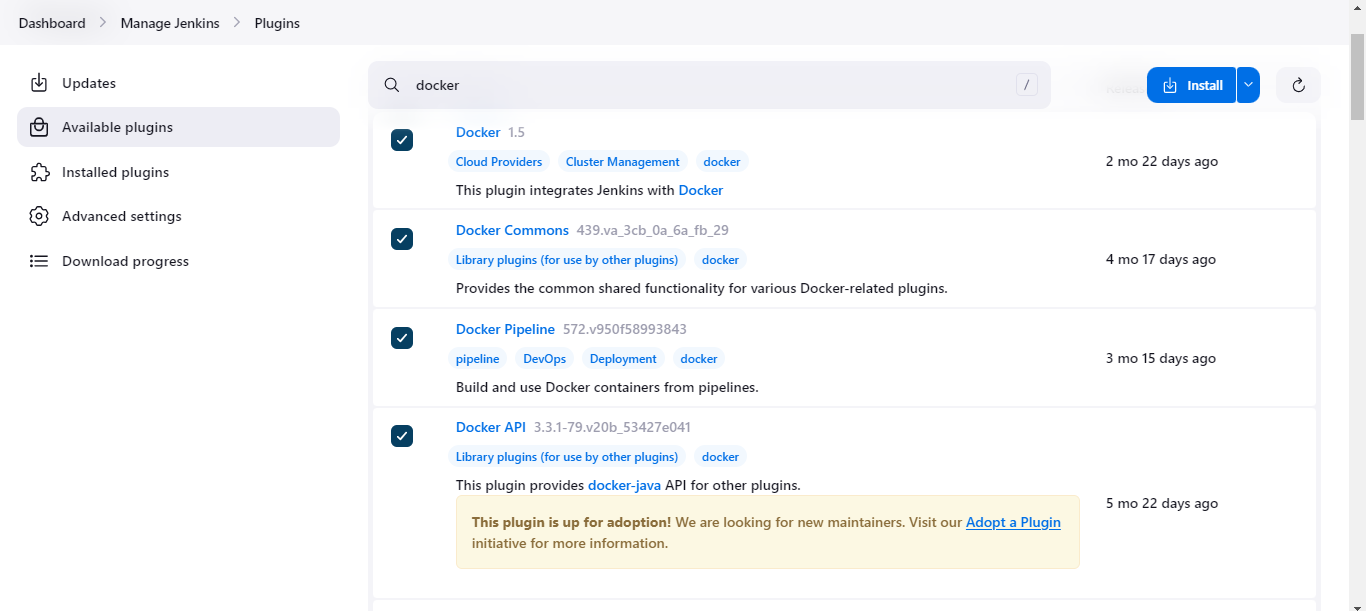 Dashboard > Manage Jenkins > Plugins
Updates
Available plugins
Installed plugins
Advanced settings
Download progress
docker /
Install
Docker 1.5
Cloud Providers Cluster Management docker
This plugin integrates Jenkins with Docker
2 mo 22 days ago
Docker Commons 439.va_3cb_0a_6a_fb_29
Library plugins (for use by other plugins) docker
Provides the common shared functionality for various Docker-related plugins.
4 mo 17 days ago
Docker Pipeline 572.v950f58993843
pipeline DevOps Deployment docker
Build and use Docker containers from pipelines.
3 mo 15 days ago
Docker API 3.3.1-79.v20b_53427e041
Library plugins (for use by other plugins) docker
This plugin provides docker-java API for other plugins.
This plugin is up for adoption! We are looking for new maintainers. Visit our Adopt a Plugin
initiative for more information.
5 mo 22 days ago